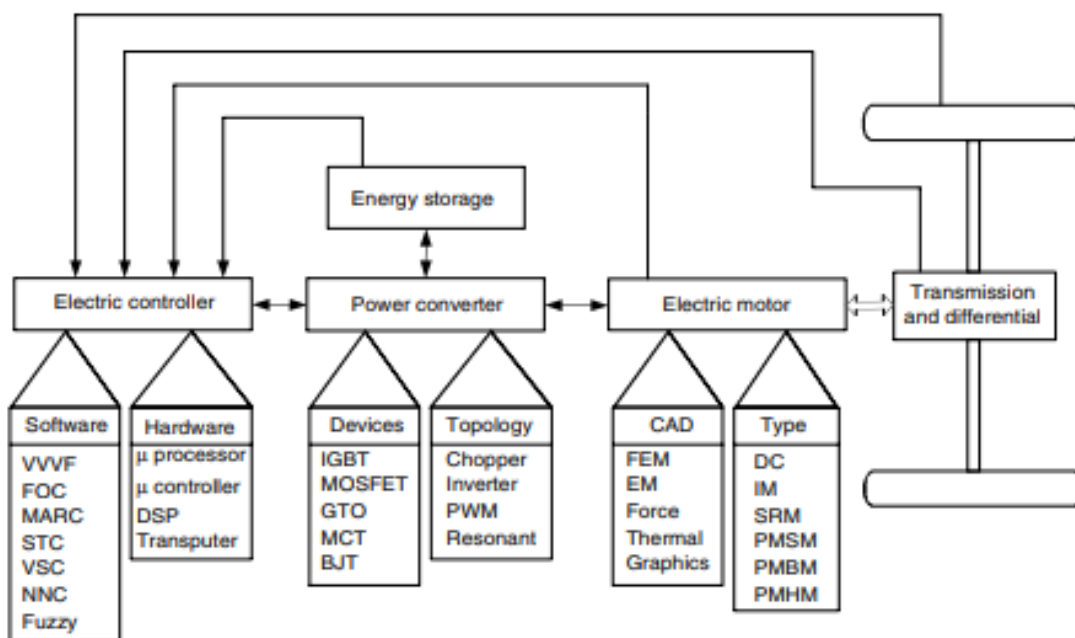 Energy storage
Electric controller
Power converter
Electric motor
Transmission
and differential
Software
VVVF
FOC
MARC
STC
VSC
NNC
Fuzzy
Hardware
μ processor
μ controller
DSP
Transputer
Devices
IGBT
MOSFET
GTO
MCT
BJT
Topology
Chopper
Inverter
PWM
Resonant
CAD
FEM
EM
Force
Thermal
Graphics
Type
DC
IM
SRM
PMSM
PMBM
PMHM